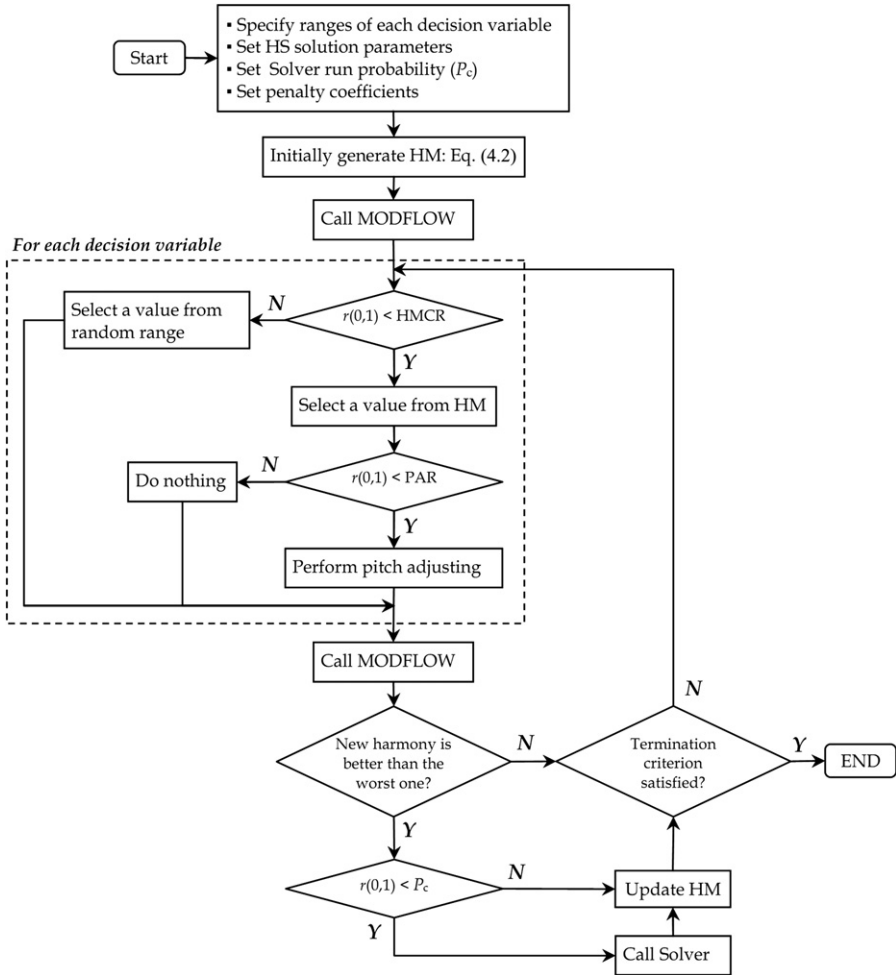 Start
▪ Specify ranges of each decision variable
▪ Set HS solution parameters
▪ Set Solver run probability (Pc)
▪ Set penalty coefficients
Initially generate HM: Eq. (4.2)
Call MODFLOW
For each decision variable
Select a value from
random range
N
r(0,1) < HMCR
Y
Select a value from HM
Do nothing
N
r(0,1) < PAR
Y
Perform pitch adjusting
Call MODFLOW
N
New harmony is
better than the
worst one?
N
Termination
criterion
satisfied?
Y
END
Y
r(0,1) < Pc
N
Update HM
Y
Call Solver